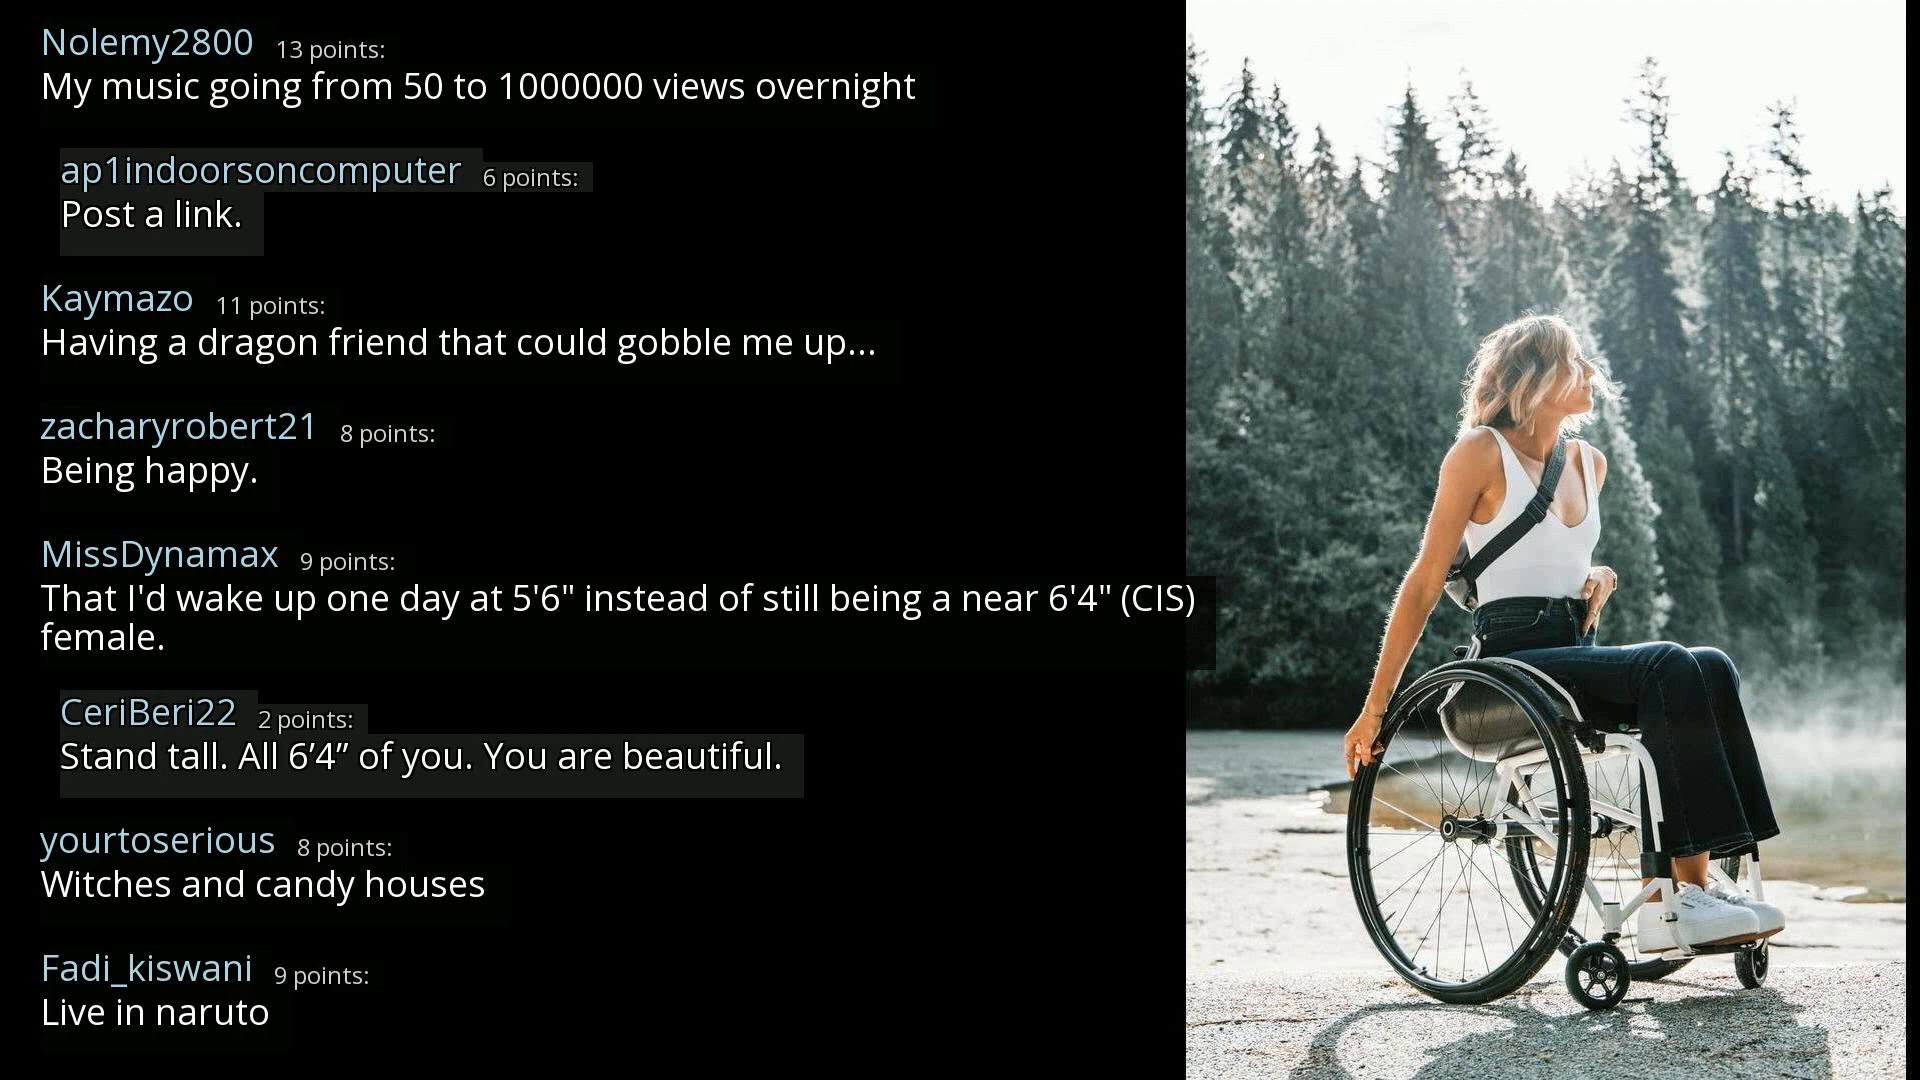 Nolemy2800 13 points:
My music going from 50 to 1000000 views overnight
ap1indoorsoncomputer 6 points:
Post a link.
Kaymazo 11 points:
Having a dragon friend that could gobble me up...
zacharyrobert21 8 points:
Being happy.
MissDynamax 9 points:
That I'd wake up one day at 5'6" instead of still being a near 6'4" (CIS)
female.
CeriBeri22 2 points:
Stand tall. All 6’4” of you. You are beautiful.
yourtoserious 8 points:
Witches and candy houses
Fadi_kiswani 9 points:
Live in naruto